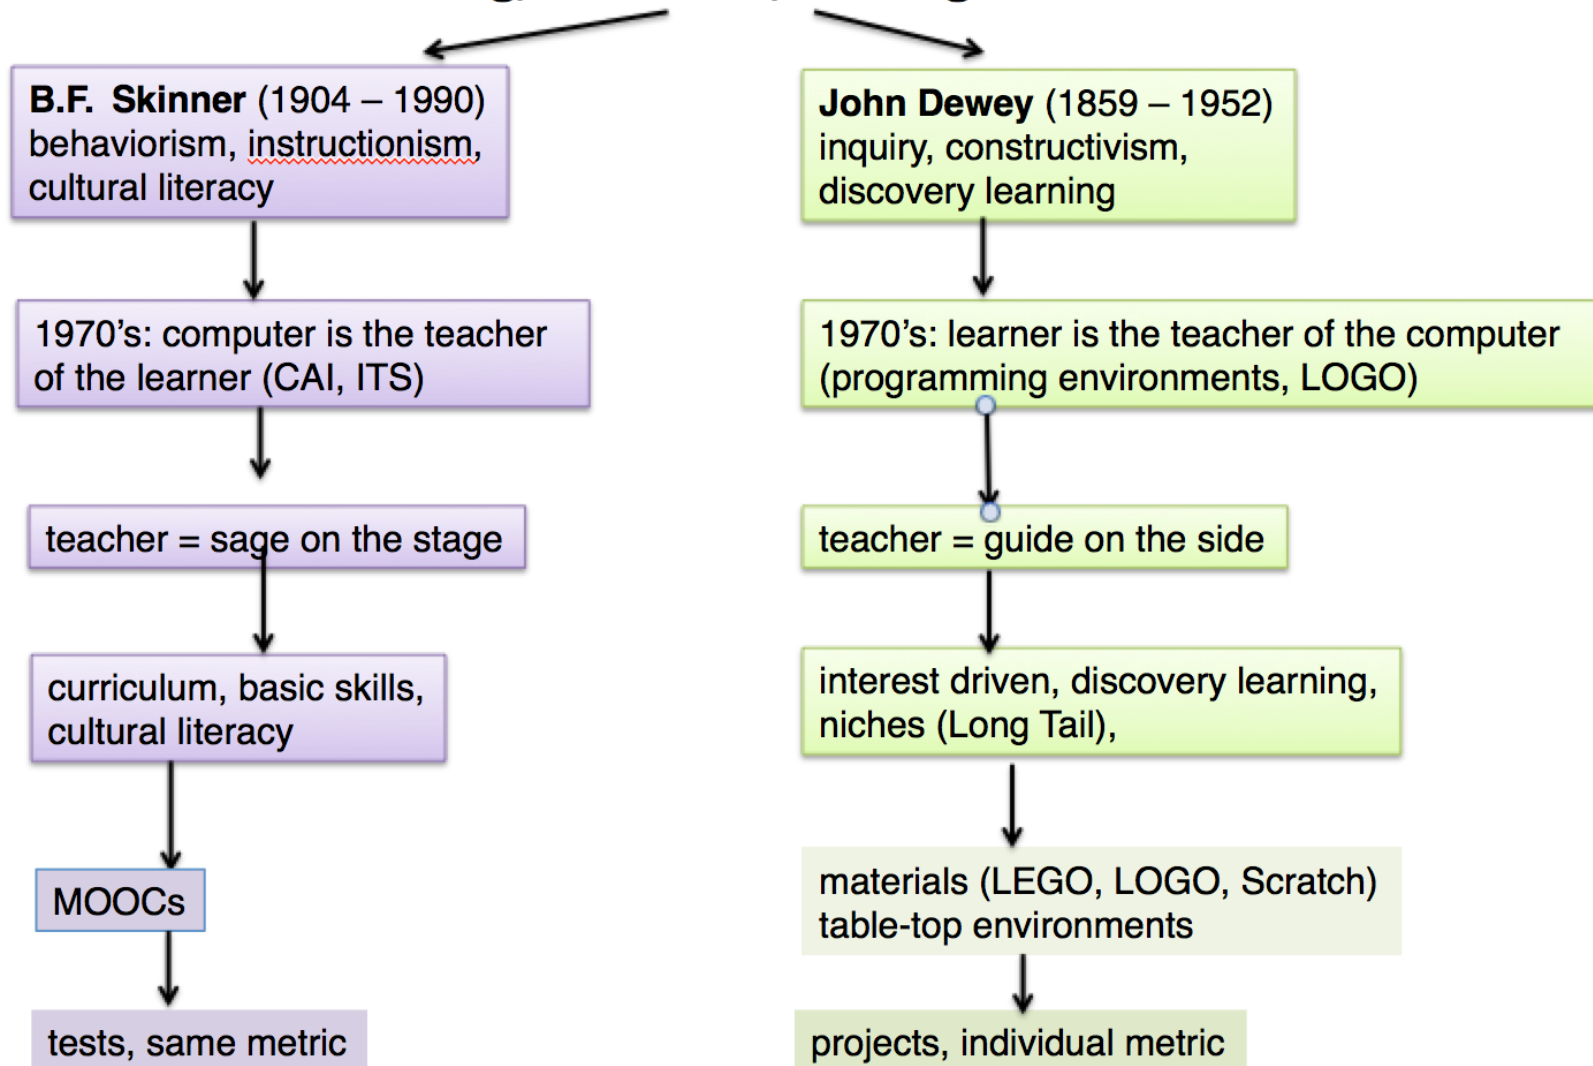 B.F. Skinner (1904 – 1990)
behaviorism, instructionism,
cultural literacy
1970’s: computer is the teacher
of the learner (CAI, ITS)
teacher = sage on the stage
curriculum, basic skills,
cultural literacy
MOOCs
tests, same metric
John Dewey (1859 – 1952)
inquiry, constructivism,
discovery learning
1970’s: learner is the teacher of the computer
(programming environments, LOGO)
teacher = guide on the side
interest driven, discovery learning,
niches (Long Tail),
materials (LEGO, LOGO, Scratch)
table-top environments
projects, individual metric